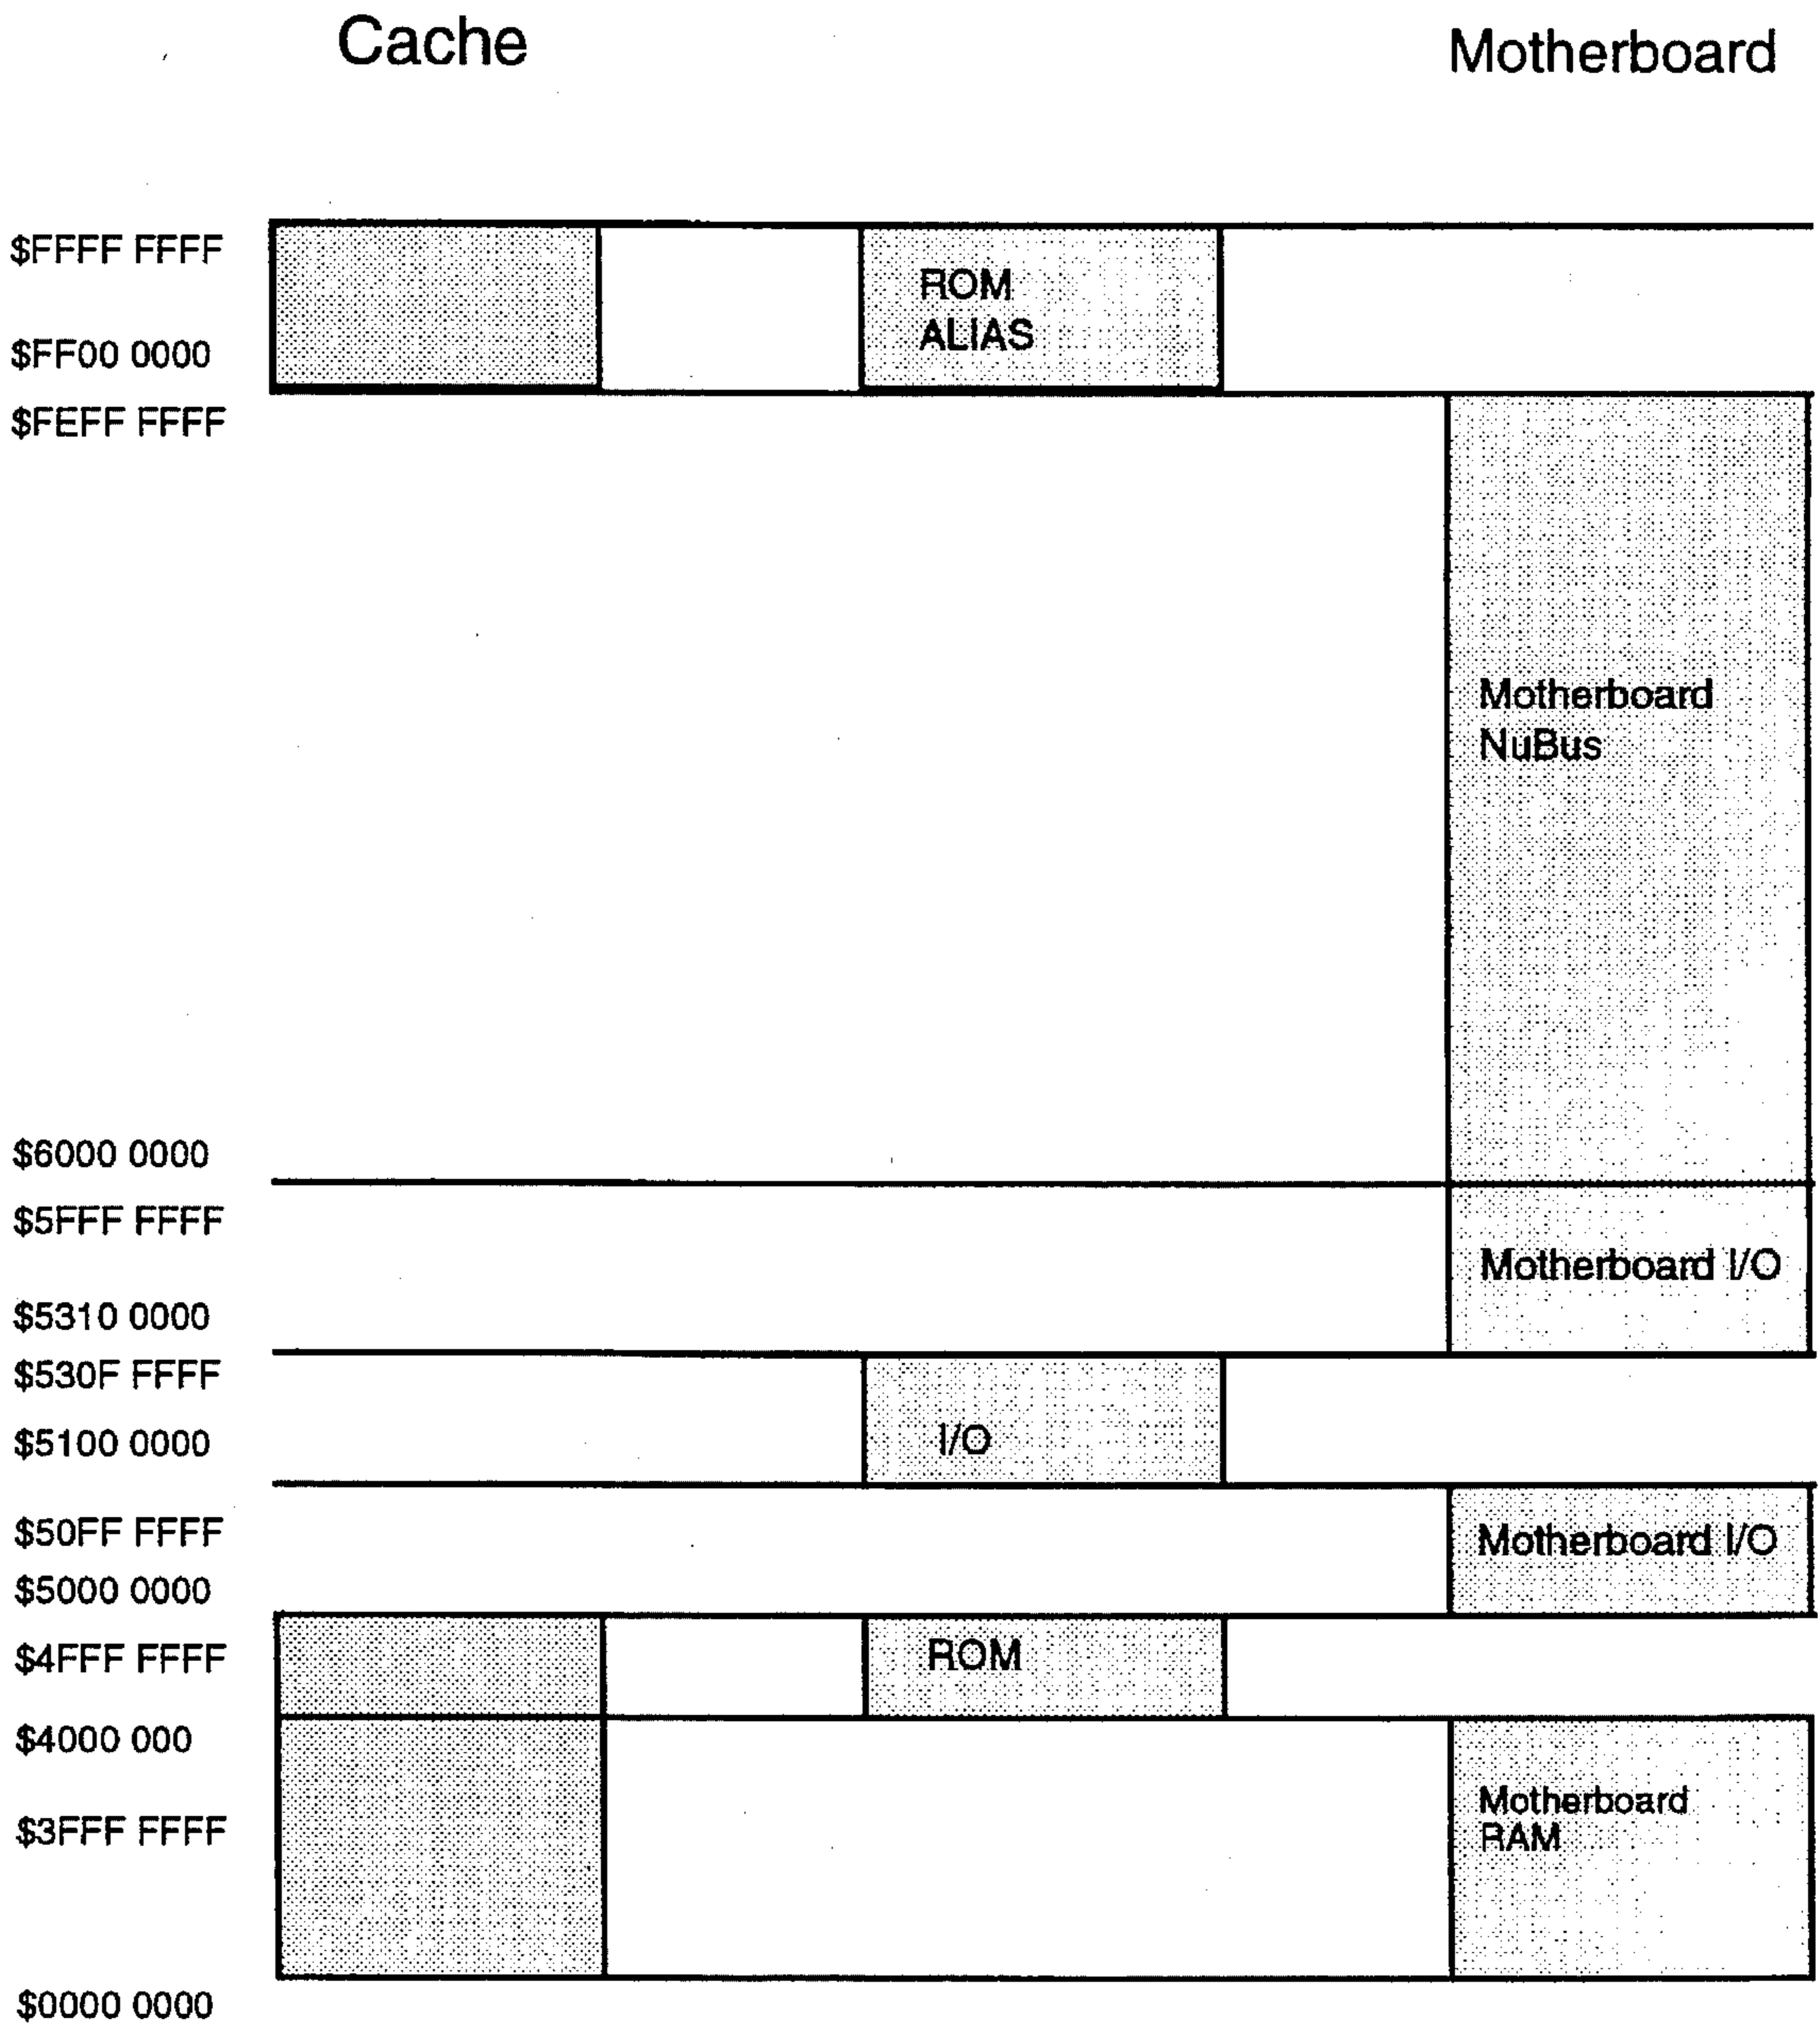 Cache
Motherboard
$FFFF FFFF
ROM
ALIAS
$FF00 0000
$FEFF FFFF
Motherboard
NuBus
$6000 0000
$5FFF FFFF
Motherboard I/O
$5310 0000
$530F FFFF
$5100 0000
I/O
$50FF FFFF
Motherboard I/O
$5000 0000
$4FFF FFFF
ROM
$4000 000
$3FFF FFFF
Motherboard
RAM
$0000 0000